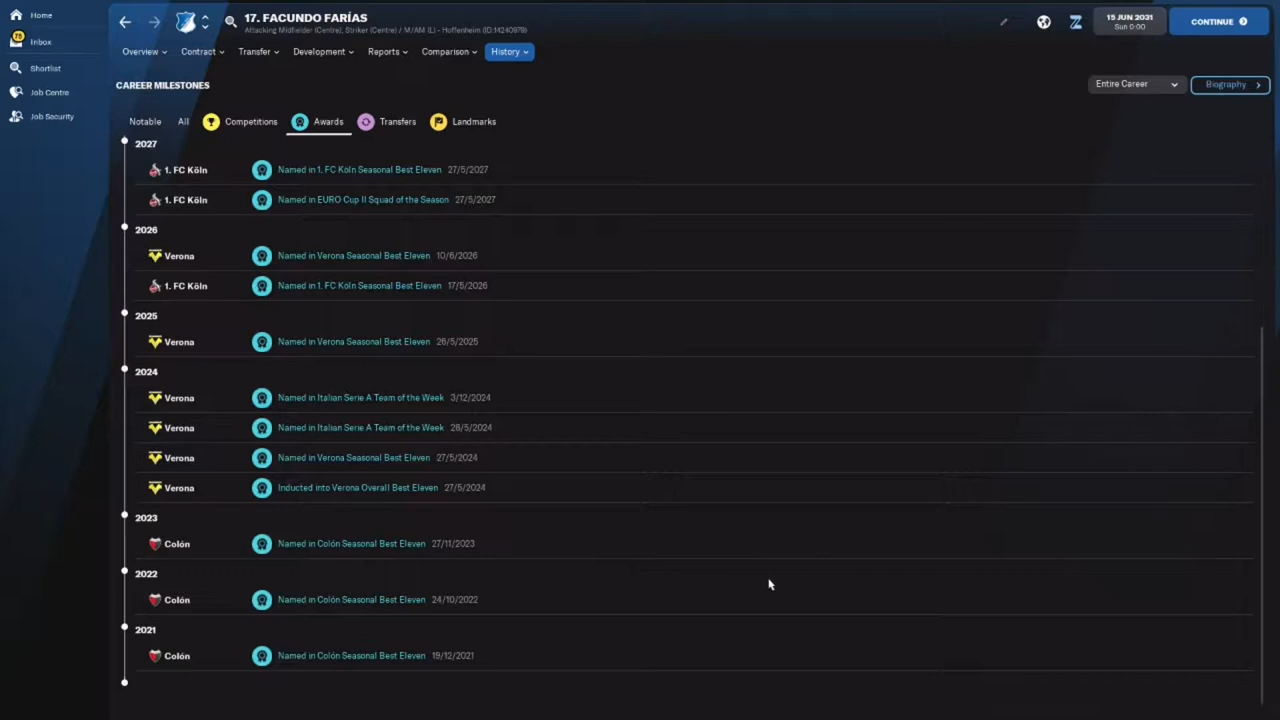 Home
17. FACUNDO FARÍAS
Attacking Midfielder (Centre), Striker (Centre) / M/AM (L) - Hoffenheim (ID:14240979)
15 JUN 2031
Sun 0:00
CONTINUE
75
Inbox
Overview Contract Transfer Development Reports Comparison History
Shortlist
CAREER MILESTONES
Entire Career
Biography
Job Centre
Job Security
Notable All Competitions Awards Transfers Landmarks
2027
1. FC Köln Named in 1. FC Köln Seasonal Best Eleven 27/5/2027
1. FC Köln Named in EURO Cup II Squad of the Season 27/5/2027
2026
Verona Named in Verona Seasonal Best Eleven 10/6/2026
1. FC Köln Named in 1. FC Köln Seasonal Best Eleven 17/5/2026
2025
Verona Named in Verona Seasonal Best Eleven 26/5/2025
2024
Verona Named in Italian Serie A Team of the Week 3/12/2024
Verona Named in Italian Serie A Team of the Week 28/5/2024
Verona Named in Verona Seasonal Best Eleven 27/5/2024
Verona Inducted into Verona Overall Best Eleven 27/5/2024
2023
Colón Named in Colón Seasonal Best Eleven 27/11/2023
2022
Colón Named in Colón Seasonal Best Eleven 24/10/2022
2021
Colón Named in Colón Seasonal Best Eleven 19/12/2021